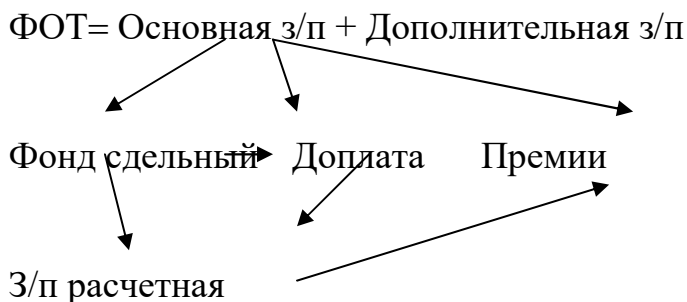 ФОТ= Основная з/п + Дополнительная з/п
Фонд сдельный Доплата Премии
З/п расчетная